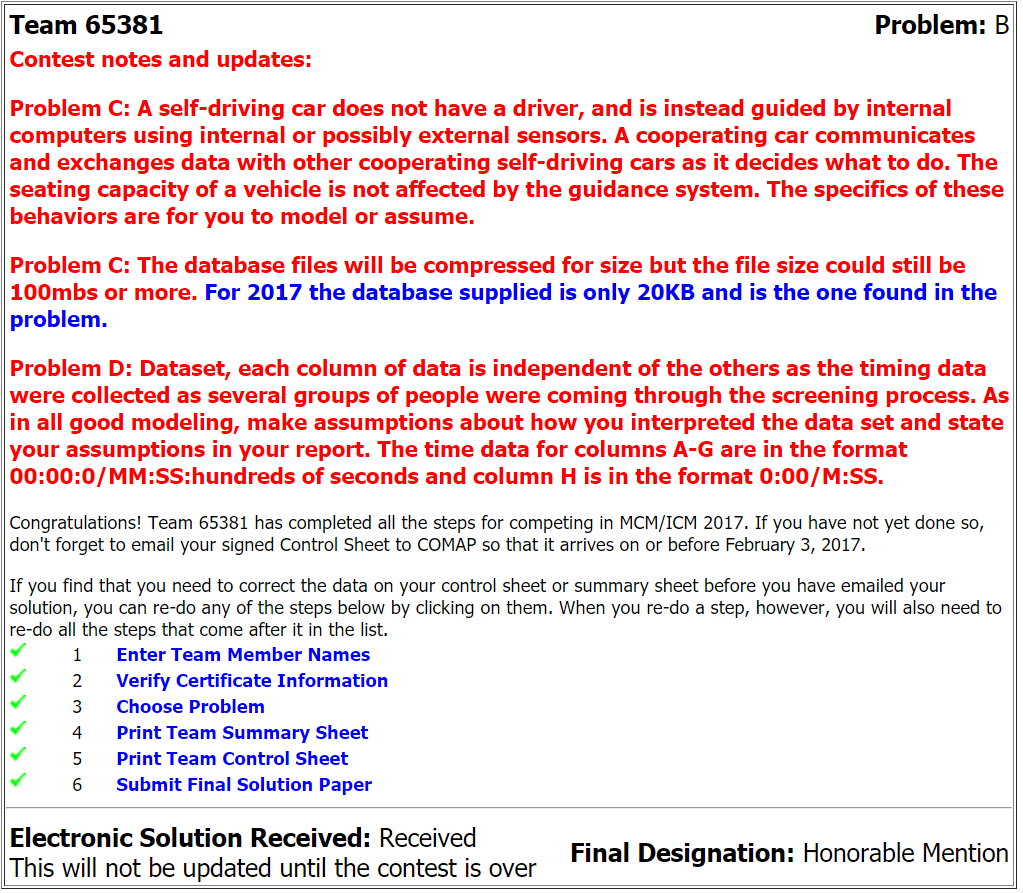 Team 65381 Problem: B
Contest notes and updates:
Problem C: A self-driving car does not have a driver, and is instead guided by internal
computers using internal or possibly external sensors. A cooperating car communicates
and exchanges data with other cooperating self-driving cars as it decides what to do. The
seating capacity of a vehicle is not affected by the guidance system. The specifics of these
behaviors are for you to model or assume.
Problem C: The database files will be compressed for size but the file size could still be
100mbs or more. For 2017 the database supplied is only 20KB and is the one found in the
problem.
Problem D: Dataset, each column of data is independent of the others as the timing data
were collected as several groups of people were coming through the screening process. As
in all good modeling, make assumptions about how you interpreted the data set and state
your assumptions in your report. The time data for columns A-G are in the format
00:00:0/MM:SS:hundreds of seconds and column H is in the format 0:00/M:SS.
Congratulations! Team 65381 has completed all the steps for competing in MCM/ICM 2017. If you have not yet done so,
don't forget to email your signed Control Sheet to COMAP so that it arrives on or before February 3, 2017.
If you find that you need to correct the data on your control sheet or summary sheet before you have emailed your
solution, you can re-do any of the steps below by clicking on them. When you re-do a step, however, you will also need to
re-do all the steps that come after it in the list.
1 Enter Team Member Names
2 Verify Certificate Information
3 Choose Problem
4 Print Team Summary Sheet
5 Print Team Control Sheet
6 Submit Final Solution Paper
Electronic Solution Received: Received
This will not be updated until the contest is over
Final Designation: Honorable Mention